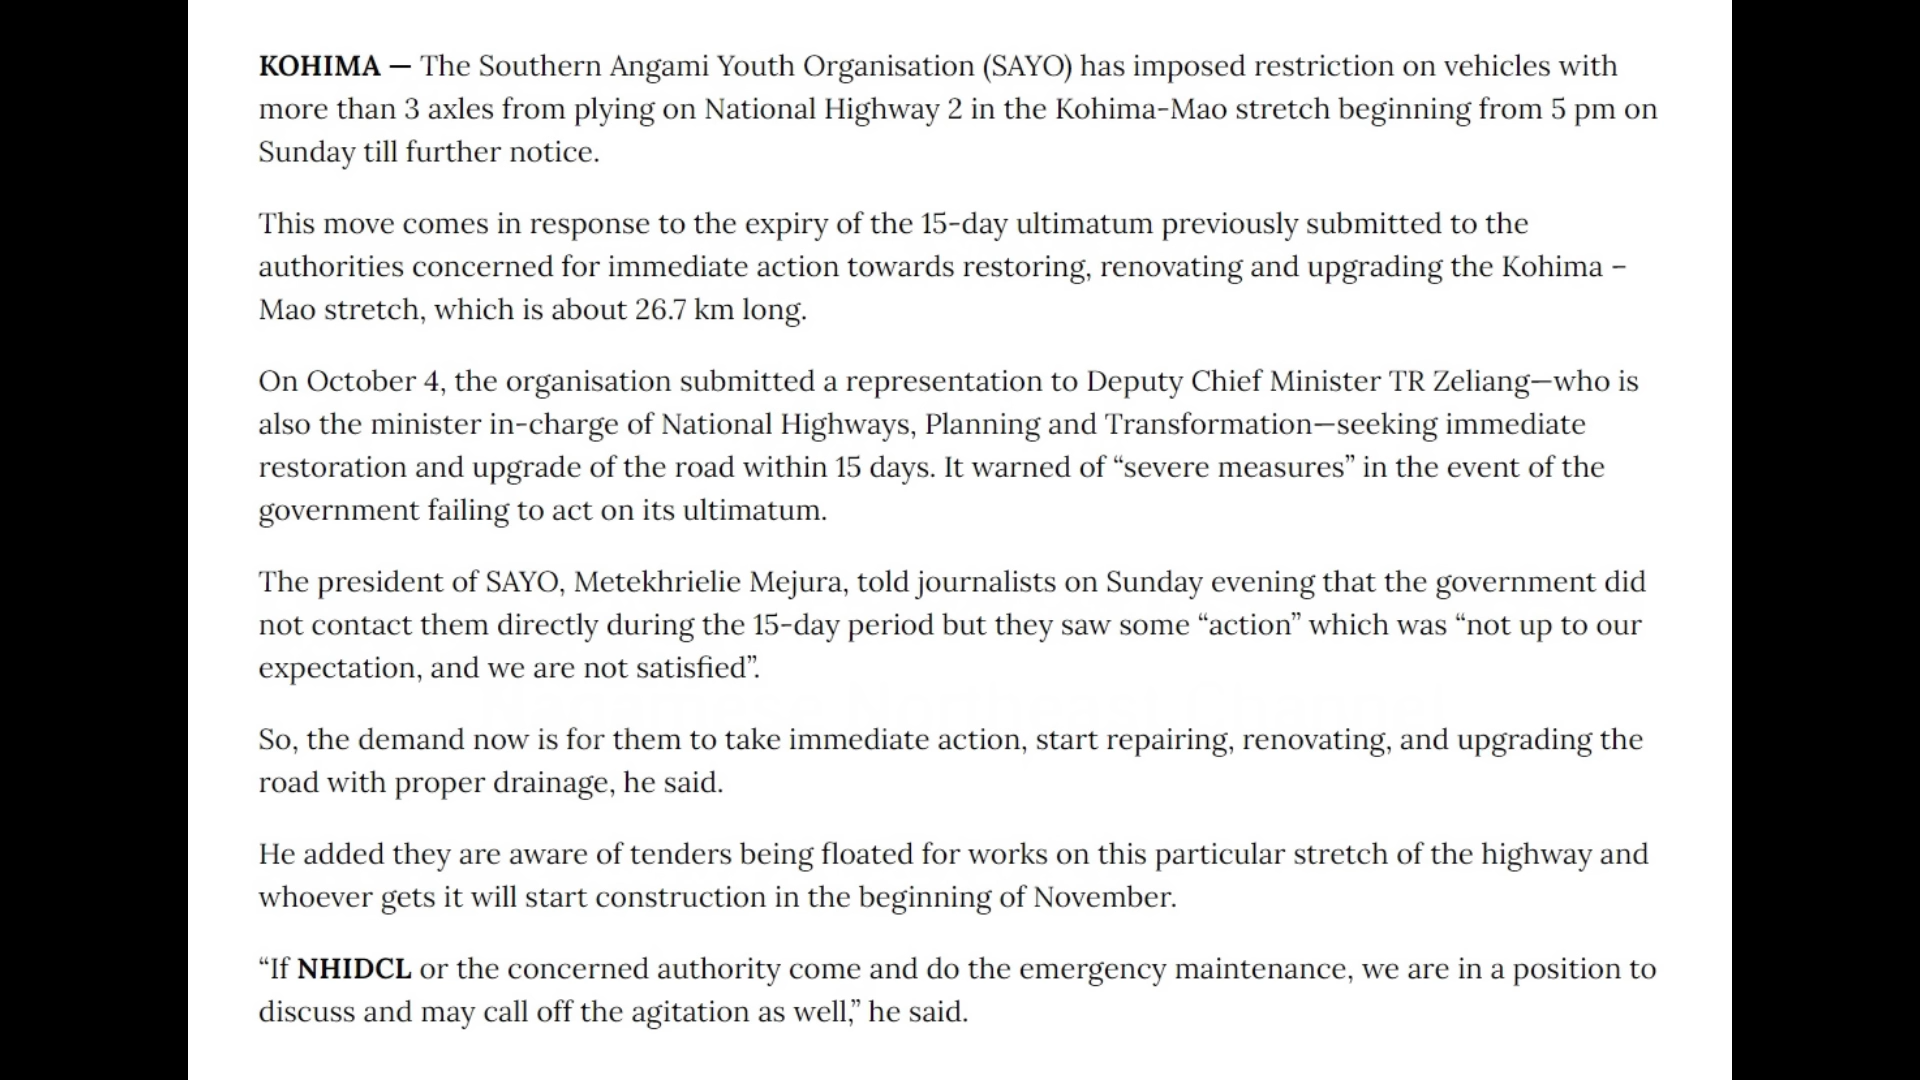 KOHIMA — The Southern Angami Youth Organisation (SAYO) has imposed restriction on vehicles with
more than 3 axles from plying on National Highway 2 in the Kohima-Mao stretch beginning from 5 pm on
Sunday till further notice.
This move comes in response to the expiry of the 15-day ultimatum previously submitted to the
authorities concerned for immediate action towards restoring, renovating and upgrading the Kohima –
Mao stretch, which is about 26.7 km long.
On October 4, the organisation submitted a representation to Deputy Chief Minister TR Zeliang—who is
also the minister in-charge of National Highways, Planning and Transformation—seeking immediate
restoration and upgrade of the road within 15 days. It warned of “severe measures” in the event of the
government failing to act on its ultimatum.
The president of SAYO, Metekhrielie Mejura, told journalists on Sunday evening that the government did
not contact them directly during the 15-day period but they saw some “action” which was “not up to our
expectation, and we are not satisfied”.
So, the demand now is for them to take immediate action, start repairing, renovating, and upgrading the
road with proper drainage, he said.
He added they are aware of tenders being floated for works on this particular stretch of the highway and
whoever gets it will start construction in the beginning of November.
“If NHIDCL or the concerned authority come and do the emergency maintenance, we are in a position to
discuss and may call off the agitation as well,” he said.